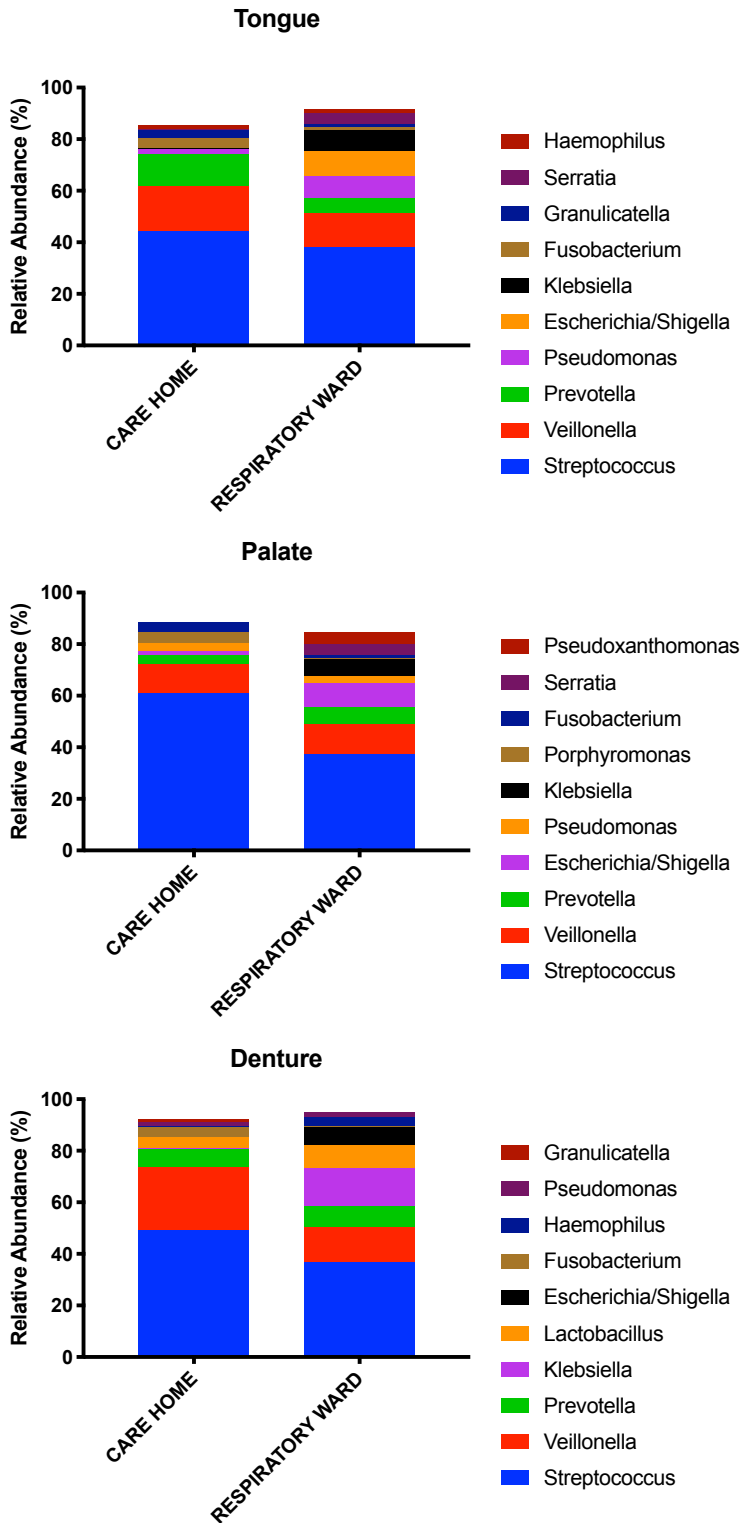 Tongue
Relative Abundance (%)
100
80
60
40
20
0
CARE HOME
RESPIRATORY WARD
Haemophilus
Serratia
Granulicatella
Fusobacterium
Klebsiella
Escherichia/Shigella
Pseudomonas
Prevotella
Veillonella
Streptococcus
Palate
Relative Abundance (%)
100
80
60
40
20
0
CARE HOME
RESPIRATORY WARD
Pseudoxanthomonas
Serratia
Fusobacterium
Porphyromonas
Klebsiella
Pseudomonas
Escherichia/Shigella
Prevotella
Veillonella
Streptococcus
Denture
Relative Abundance (%)
100
80
60
40
20
0
CARE HOME
RESPIRATORY WARD
Granulicatella
Pseudomonas
Haemophilus
Fusobacterium
Escherichia/Shigella
Lactobacillus
Klebsiella
Prevotella
Veillonella
Streptococcus